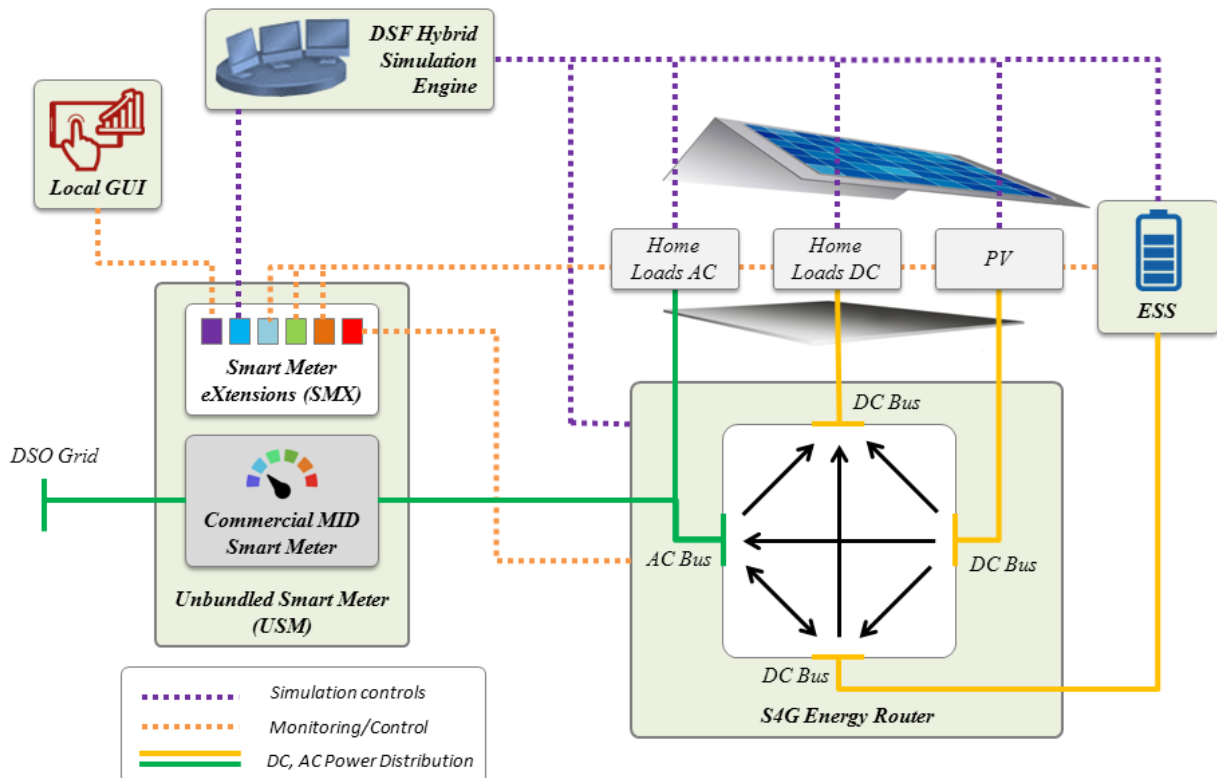 DSF Hybrid
Simulation
Engine
Local GUI
Home
Loads AC
Home
Loads DC
PV
ESS
Smart Meter
eXtensions (SMX)
DC Bus
DSO Grid
Commercial MID
Smart Meter
AC Bus
DC Bus
Unbundled Smart Meter
(USM)
DC Bus
S4G Energy Router
Simulation controls
Monitoring/Control
DC, AC Power Distribution